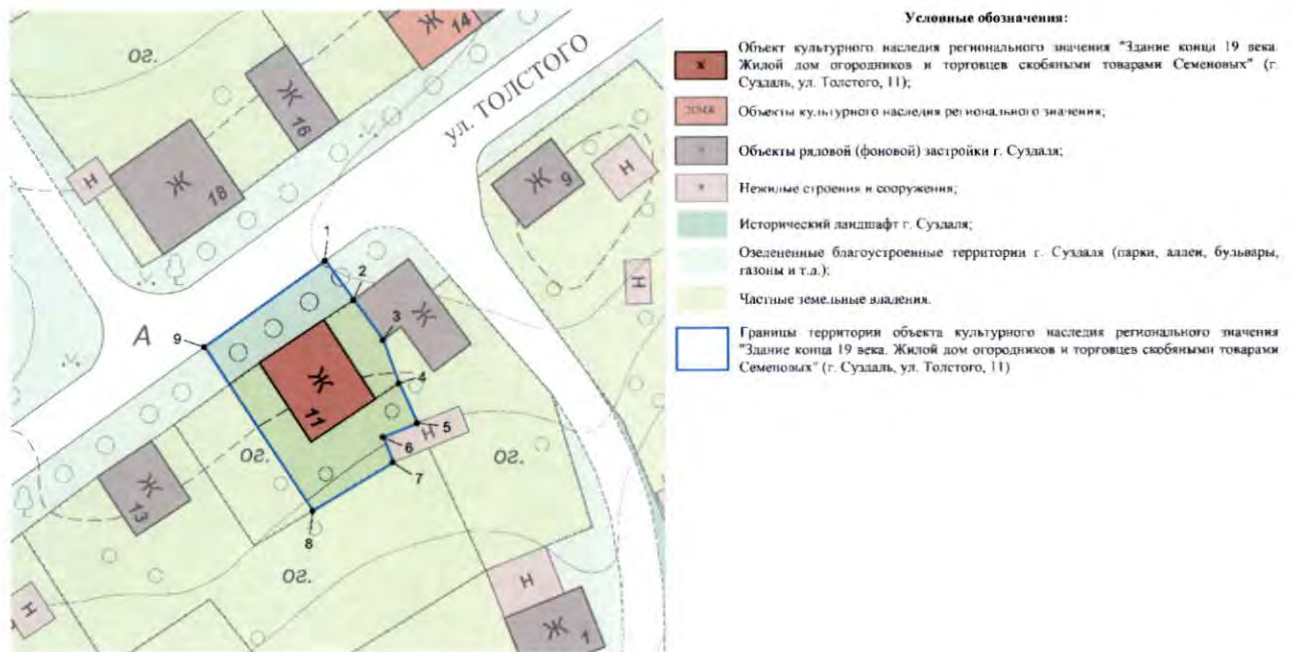 Условные обозначения:
Ж
Объект культурного наследия регионального значения "Здание конца 19 века.
Жилой дом огородников и торговцев скобяными товарами Семеновых" (г.
Суздаль, ул. Толстого, 11);
Объекты культурного наследия регионального значения;
Объекты рядовой (фоновой) застройки г. Суздаля;
Нежилые строения и сооружения;
Исторический ландшафт г. Суздаля;
Озелененные благоустроенные территории г. Суздаля (парки, аллеи, бульвары,
газоны и т.д.);
Частные земельные владения.
Границы территории объекта культурного наследия регионального значения
"Здание конца 19 века. Жилой дом огородников и торговцев скобяными товарами
Семеновых" (г. Суздаль, ул. Толстого, 11)
ог.
Ж 14
Ж 16
ул. ТОЛСТОГО
Н
Ж 18
Ж 9
Н
Н
1
2
3
А
9
Ж
4
Ж 11
5
Н
6
7
ог.
ог.
Ж 13
8
ог.
Н
Н
Ж 1